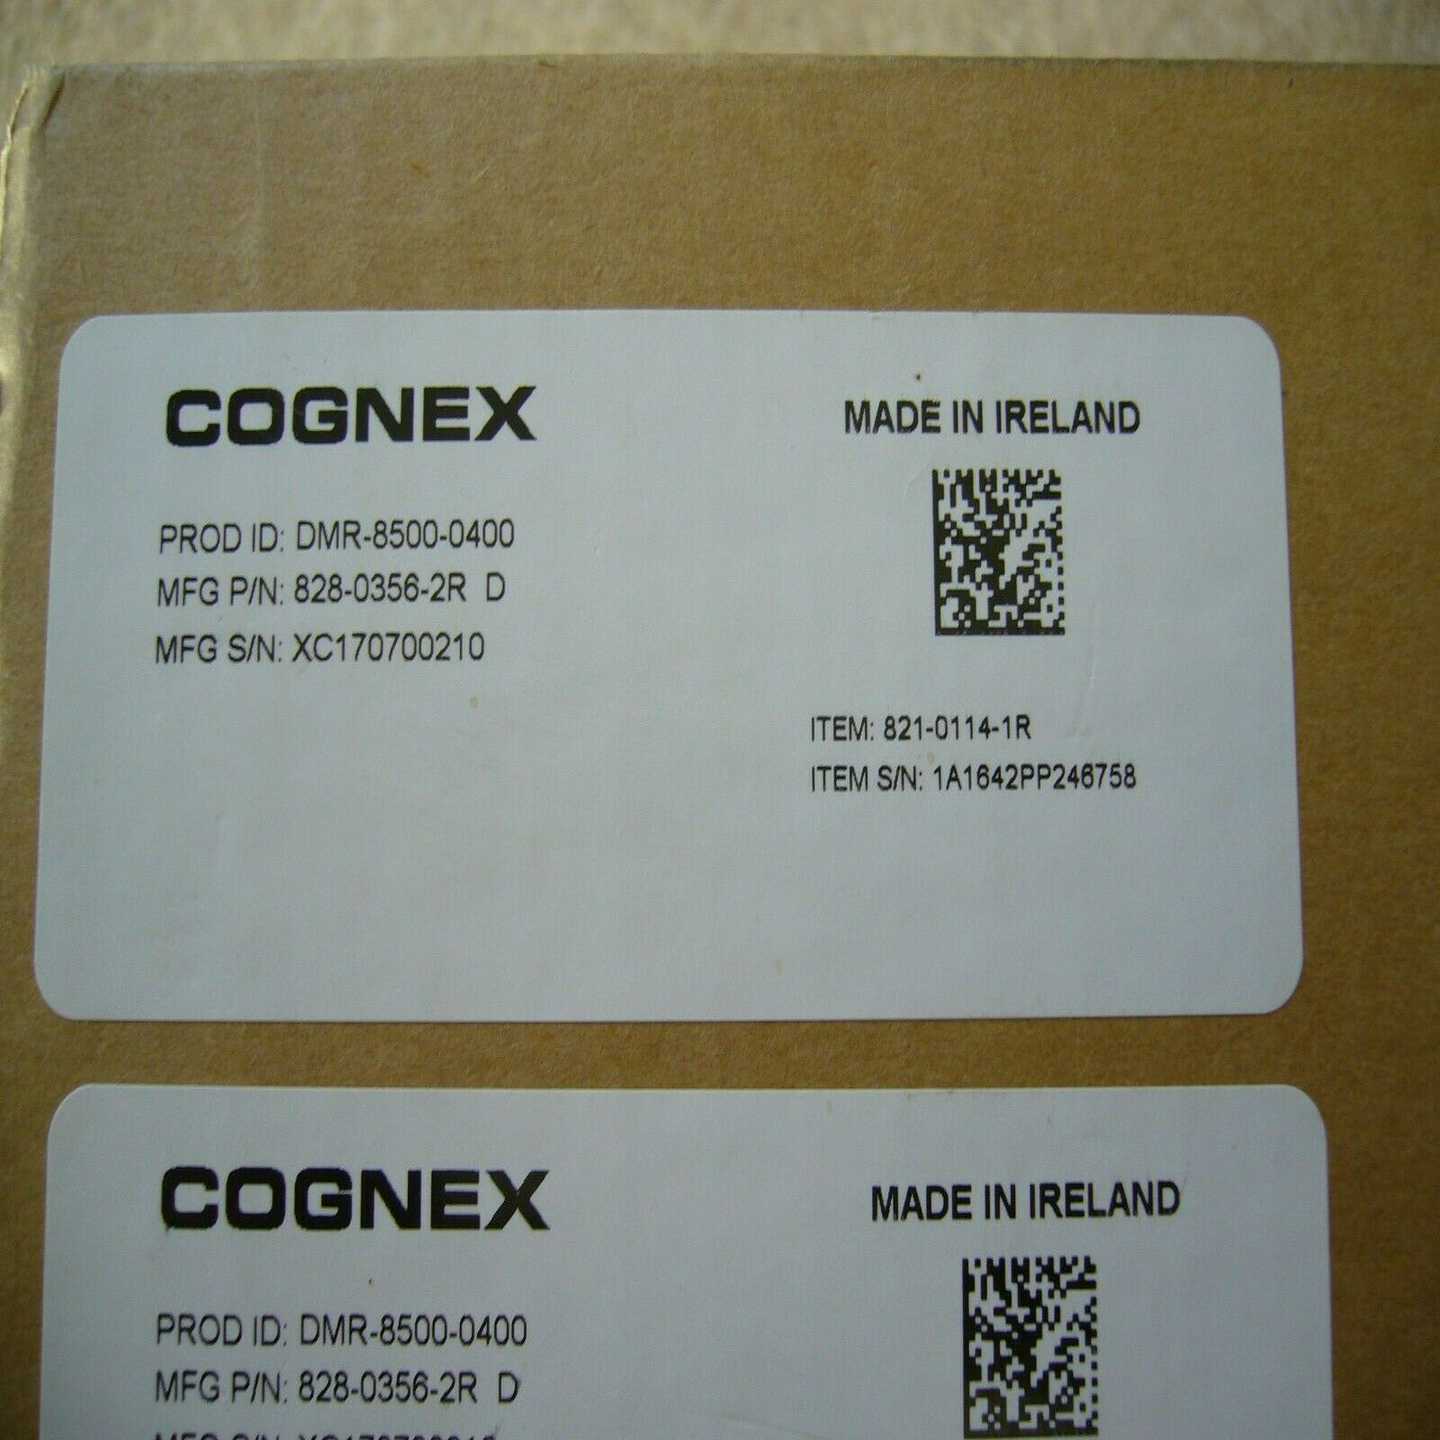 COGNEX
MADE IN IRELAND
PROD ID: DMR-8500-0400
MFG P/N: 828-0356-2R D
MFG S/N: XC170700210
ITEM: 821-0114-1R
ITEM S/N: 1A1642PP246758
COGNEX
MADE IN IRELAND
PROD ID: DMR-8500-0400
MFG P/N: 828-0356-2R D
MFG S/N: